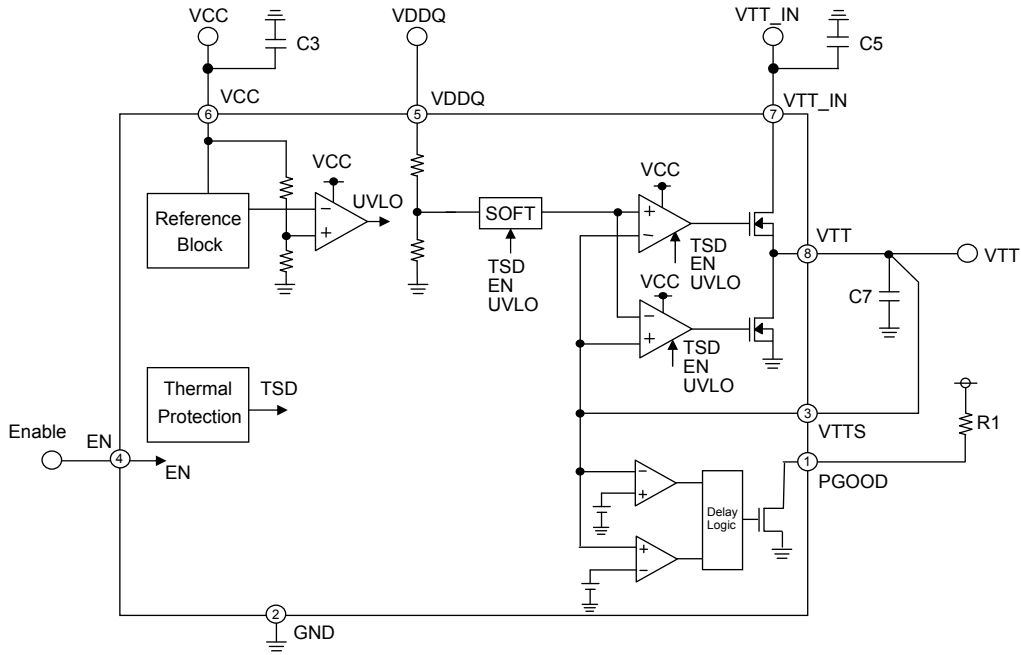 VCC
VDDQ
VTT_IN
C3
C5
VCC
VDDQ
VTT_IN
6
5
7
VCC
UVLO
Reference
Block
−
+
SOFT
TSD
EN
UVLO
VCC
+
−
TSD
EN
UVLO
VTT
8
VTT
C7
VCC
−
+
TSD
EN
UVLO
Thermal
Protection
TSD
3
VTTS
R1
Enable
EN
4
EN
1
PGOOD
−
+
Delay
Logic
+
−
2
GND